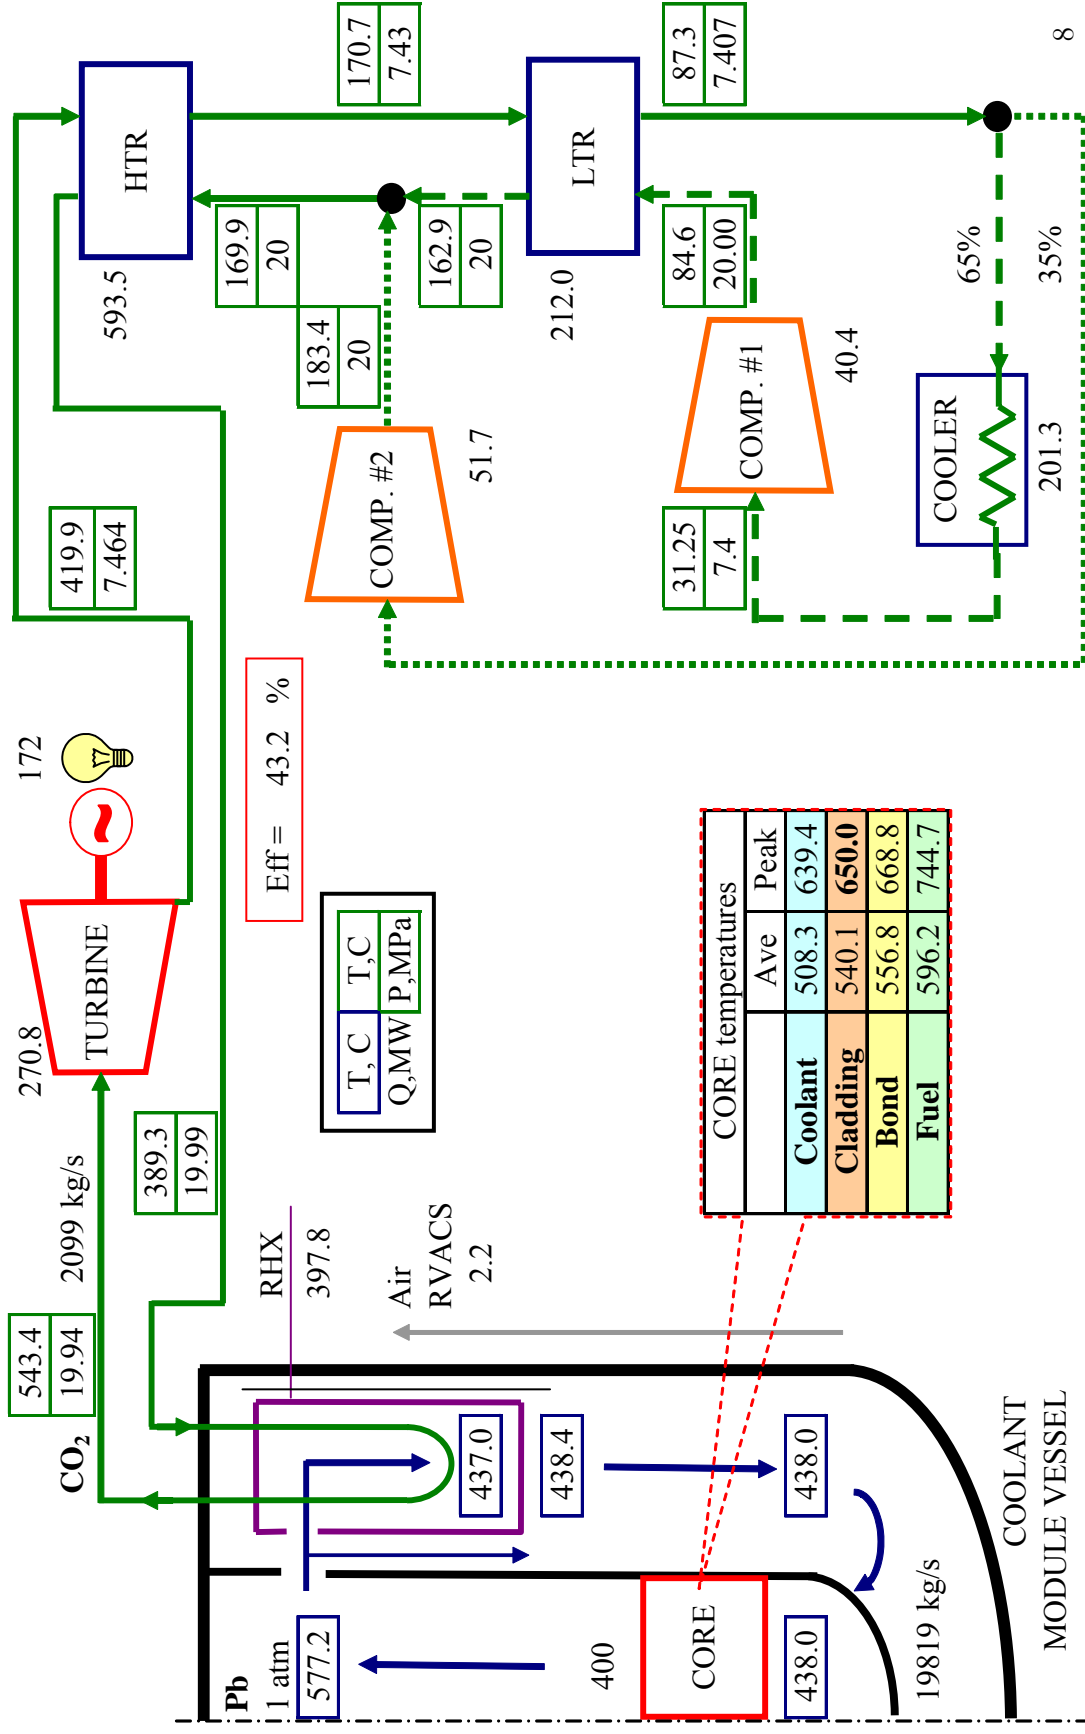 CO2
543.4
19.94
2099 kg/s
270.8
TURBINE
172
~
419.9
7.464
HTR
593.5
170.7
7.43
389.3
19.99
Eff = 43.2 %
169.9
20
183.4
20
162.9
20
LTR
212.0
87.3
7.407
84.6
20.00
COMP. #2
51.7
COMP. #1
40.4
31.25
7.4
65%
35%
COOLER
201.3
T, C T,C
Q,MW P,MPa
RHX
397.8
Air
RVACS
2.2
Pb
1 atm
577.2
437.0
438.4
438.0
400
CORE
438.0
19819 kg/s
COOLANT
MODULE VESSEL
CORE temperatures
Ave Peak
Coolant 508.3 639.4
Cladding 540.1 650.0
Bond 556.8 668.8
Fuel 596.2 744.7
8